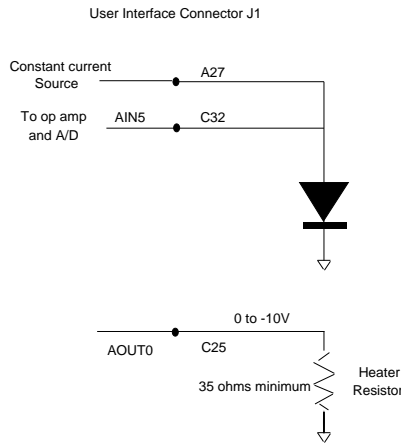 User Interface Connector J1
Constant current
Source
A27
To op amp
and A/D
AIN5
C32
0 to -10V
AOUT0
C25
35 ohms minimum
Heater
Resistor